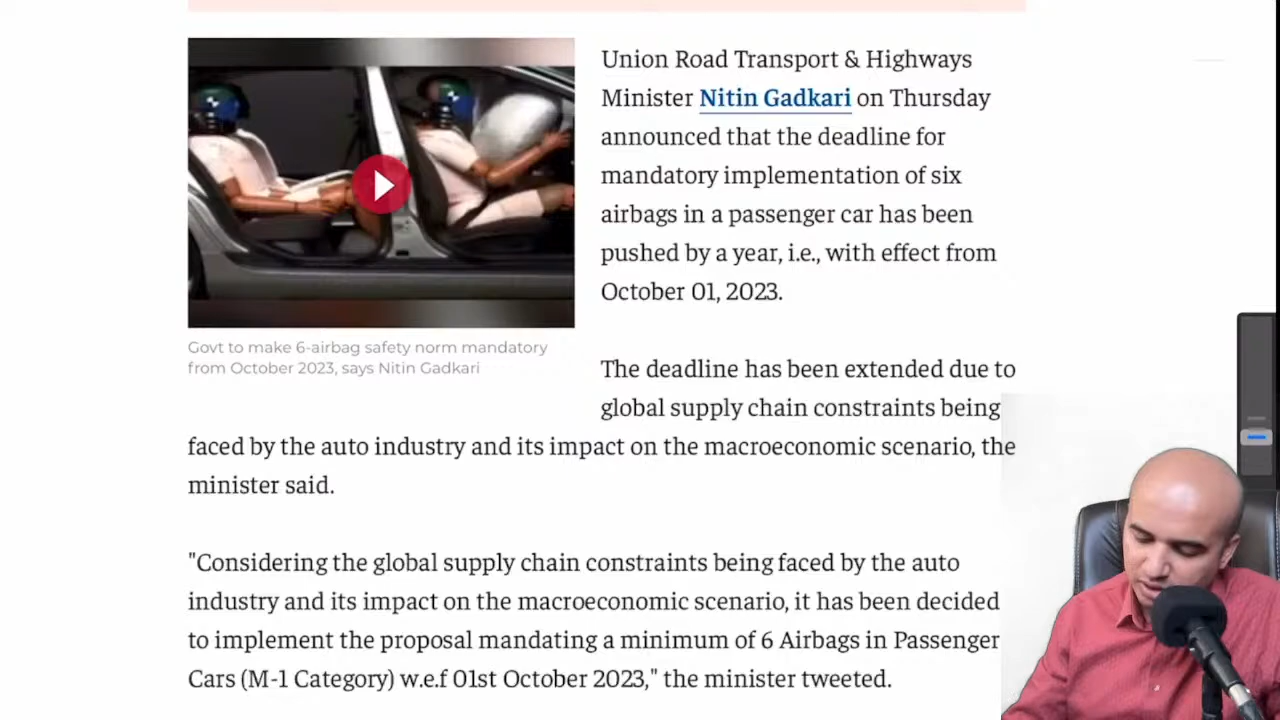 Union Road Transport & Highways
Minister Nitin Gadkari on Thursday
announced that the deadline for
mandatory implementation of six
airbags in a passenger car has been
pushed by a year, i.e., with effect from
October 01, 2023.
Govt to make 6-airbag safety norm mandatory
from October 2023, says Nitin Gadkari
The deadline has been extended due to
global supply chain constraints being
faced by the auto industry and its impact on the macroeconomic scenario, the
minister said.
"Considering the global supply chain constraints being faced by the auto
industry and its impact on the macroeconomic scenario, it has been decided
to implement the proposal mandating a minimum of 6 Airbags in Passenger
Cars (M-1 Category) w.e.f 01st October 2023," the minister tweeted.